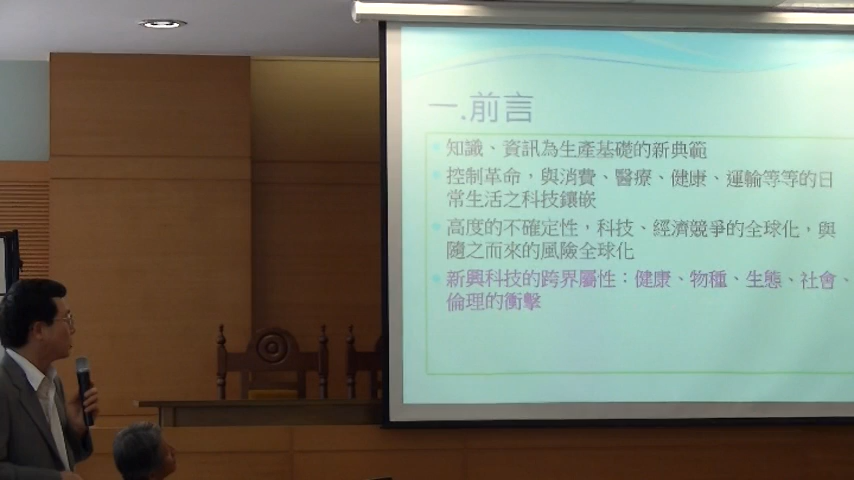 一.前言
知識、資訊為生產基礎的新典範
控制革命，與消費、醫療、健康、運輸等等的日
常生活之科技鑲嵌
高度的不確定性，科技、經濟競爭的全球化，與
隨之而來的風險全球化
新興科技的跨界屬性：健康、物種、生態、社會、
倫理的衝擊